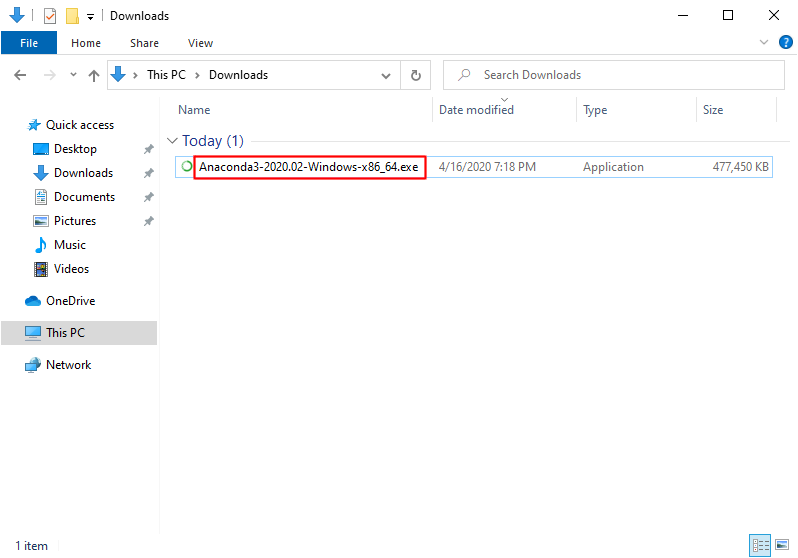 Downloads
File Home Share View
This PC > Downloads
Search Downloads
Name Date modified Type Size
Quick access
Today (1)
Desktop
Anaconda3-2020.02-Windows-x86_64.exe 4/16/2020 7:18 PM Application 477,450 KB
Downloads
Documents
Pictures
Music
Videos
OneDrive
This PC
Network
1 item